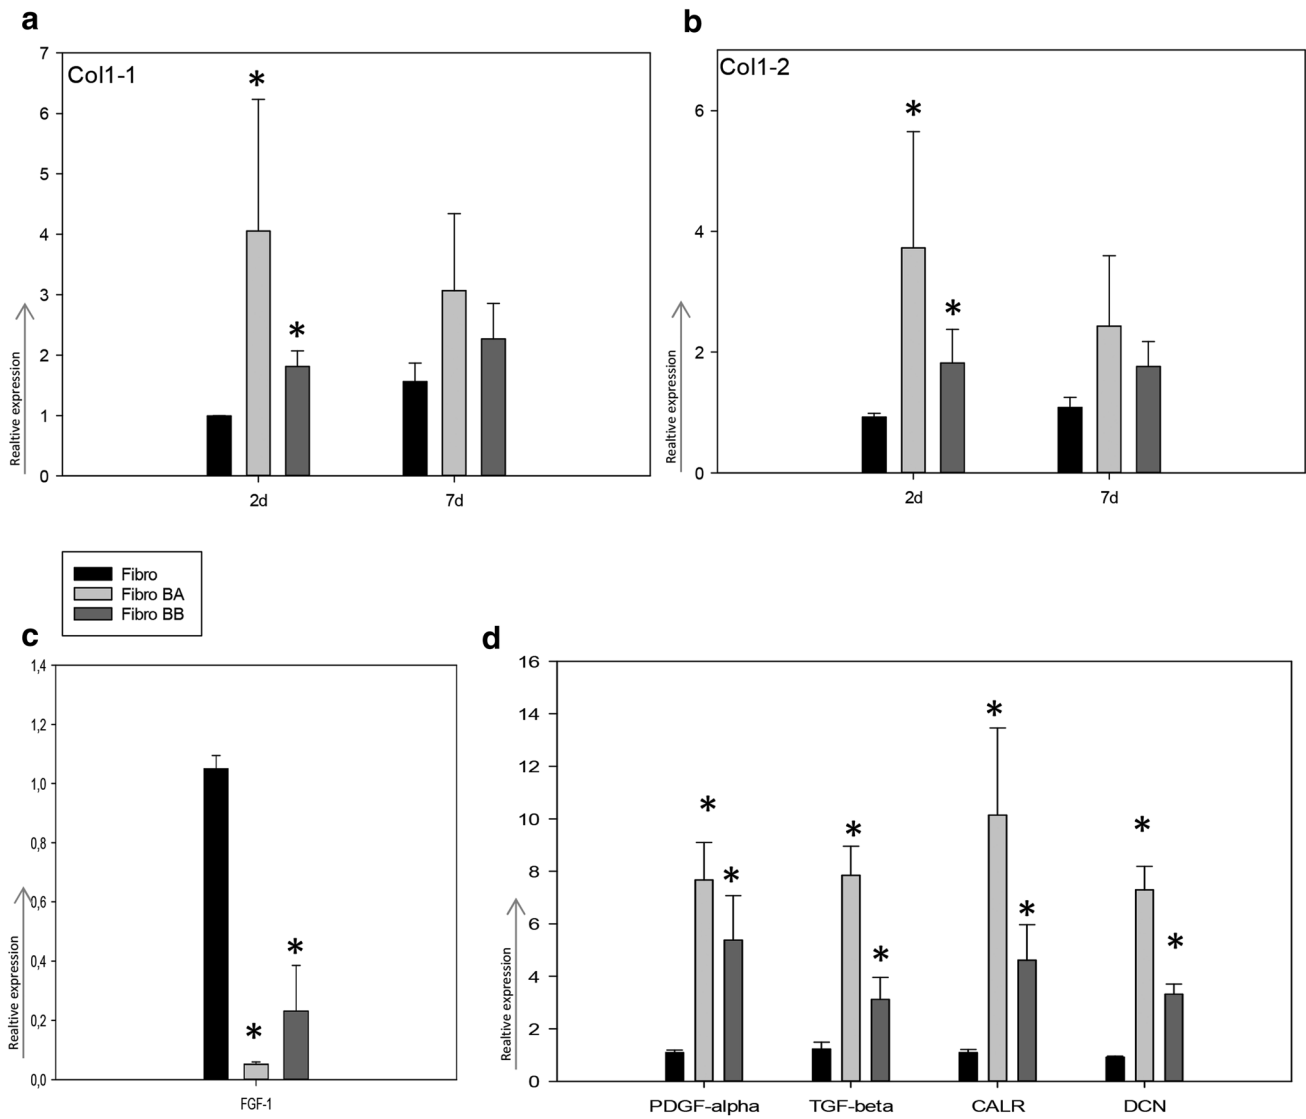 a
Col1-1
7
6
5
4
3
2
1
0
Realtive expression
*
*
2d
7d
b
Col1-2
6
4
2
0
Realtive expression
*
*
2d
7d
Fibro
Fibro BA
Fibro BB
c
1,4
1,2
1,0
0,8
0,6
0,4
0,2
0,0
Realtive expression
*
*
FGF-1
d
16
14
12
10
8
6
4
2
0
Realtive expression
*
*
*
*
*
*
*
*
PDGF-alpha TGF-beta CALR DCN